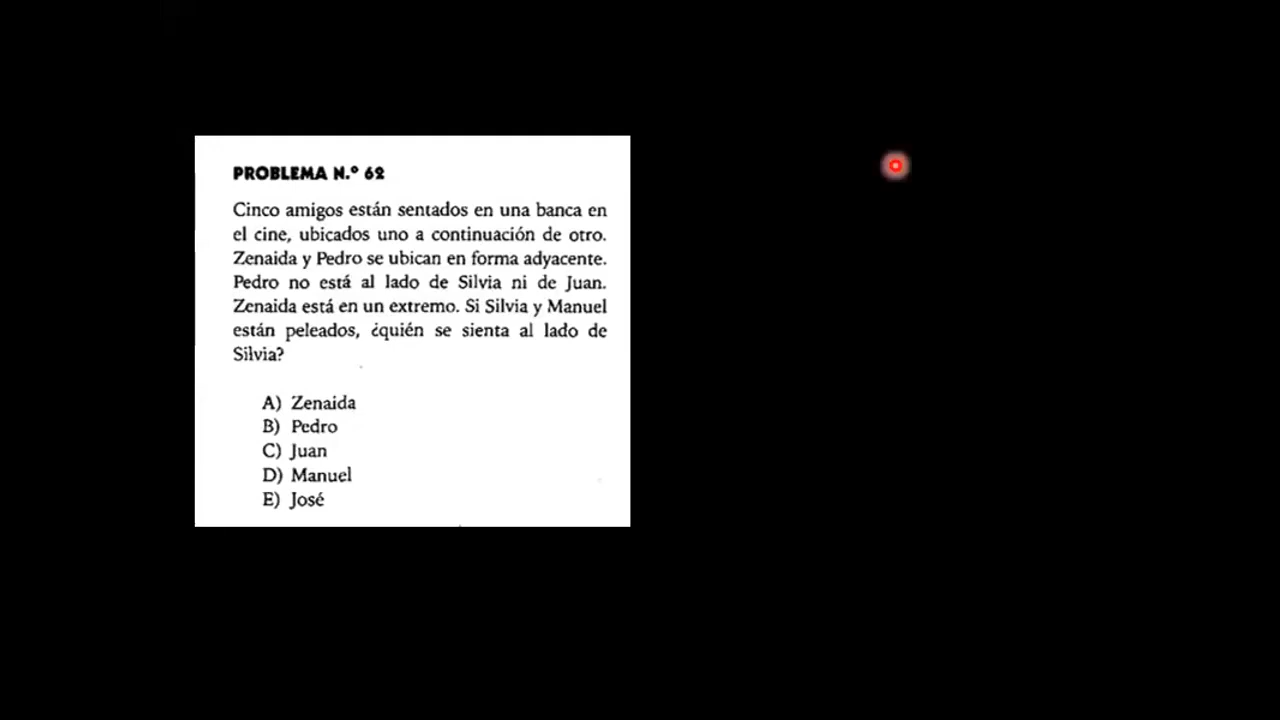 PROBLEMA N.º 62
Cinco amigos están sentados en una banca en
el cine, ubicados uno a continuación de otro.
Zenaida y Pedro se ubican en forma adyacente.
Pedro no está al lado de Silvia ni de Juan.
Zenaida está en un extremo. Si Silvia y Manuel
están peleados, ¿quién se sienta al lado de
Silvia?
A) Zenaida
B) Pedro
C) Juan
D) Manuel
E) José